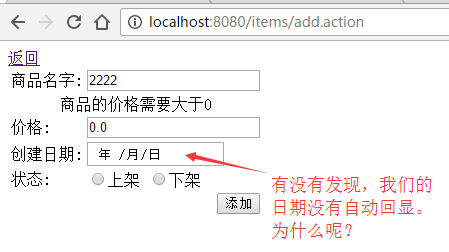 localhost:8080/items/add.action
返回
商品名字: 2222
商品的价格需要大于0
价格: 0.0
创建日期: 年 /月/日
状态: 上架 下架
添加
有没有发现，我们的
日期没有自动回显。
为什么呢？